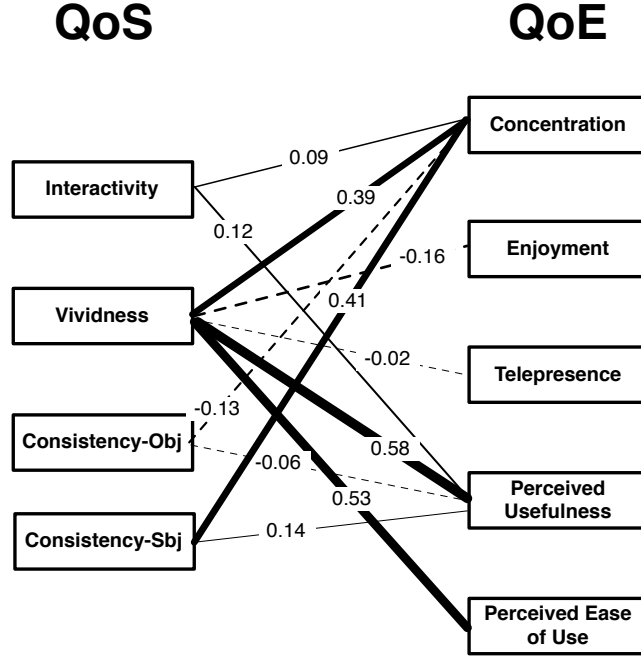 QoS
QoE
Concentration
0.09
Interactivity
0.39
0.12
Enjoyment
-0.16
0.41
Vividness
-0.02
Telepresence
-0.13
Consistency-Obj
0.58
-0.06
0.53
Perceived
Usefulness
0.14
Consistency-Sbj
Perceived Ease
of Use